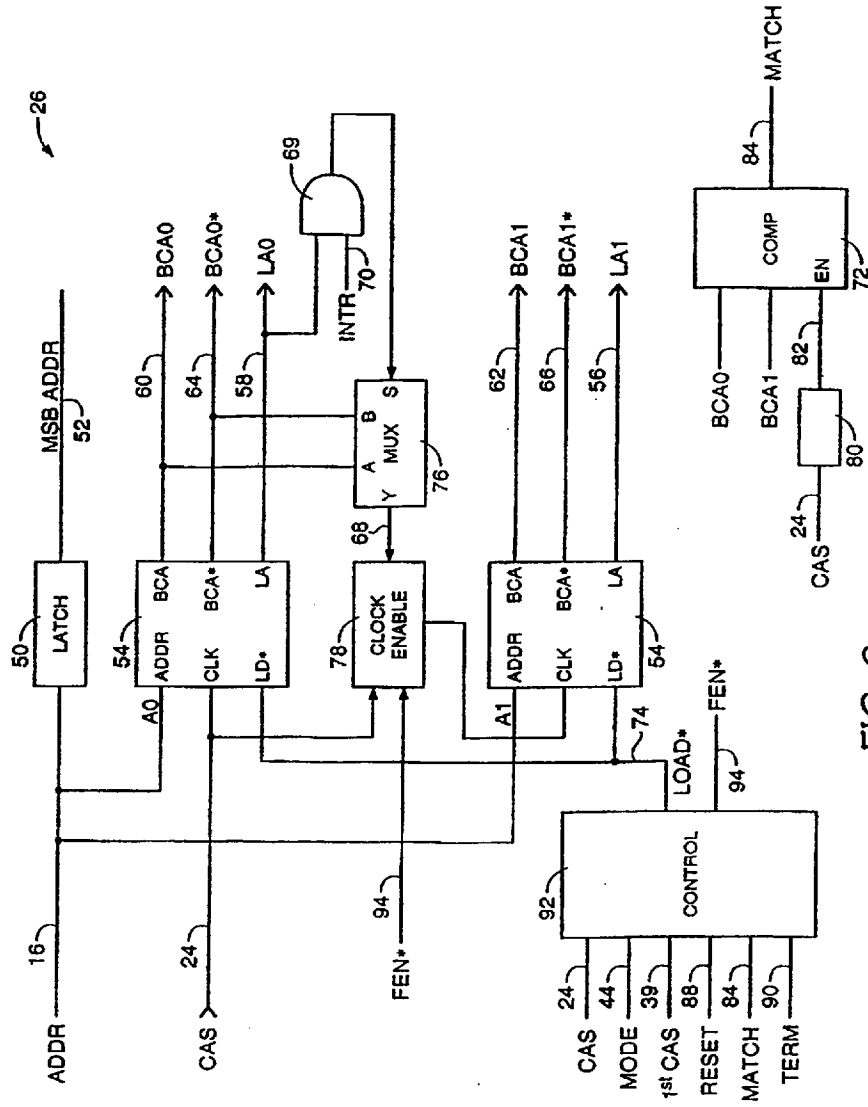 26
ADDR
16
50
LATCH
MSB ADDR
52
54
A0
ADDR
BCA
60
BCA0
CAS
24
CLK
BCA*
64
BCA0*
LD*
LA
58
LA0
69
INTR
70
FEN*
94
78
CLOCK
ENABLE
68
Y
A
B
S
MUX
76
A1
ADDR
BCA
62
BCA1
CLK
BCA*
66
BCA1*
LD*
LA
56
LA1
54
74
LOAD*
FEN*
94
92
CONTROL
CAS
24
MODE
44
1st CAS
39
RESET
88
MATCH
84
TERM
90
BCA0
BCA1
CAS
24
80
82
EN
COMP
72
84
MATCH